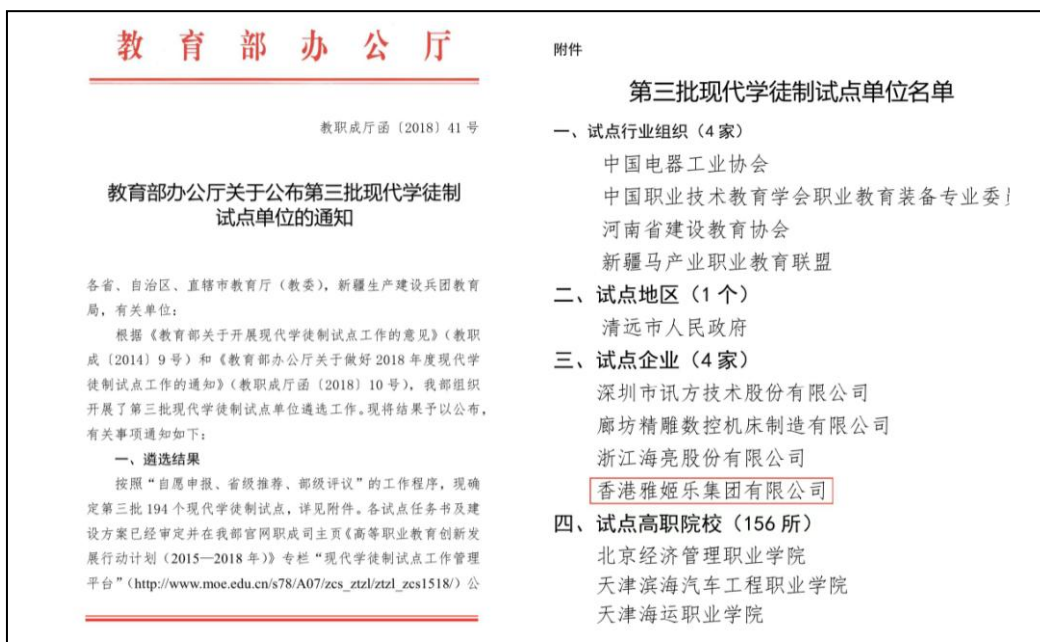 教育部办公厅
教职成厅函〔2018〕41号
教育部办公厅关于公布第三批现代学徒制
试点单位的通知
各省、自治区、直辖市教育厅（教委），新疆生产建设兵团教育
局，有关单位：
根据《教育部关于开展现代学徒制试点工作的意见》（教职
成〔2014〕9号）和《教育部办公厅关于做好2018年度现代学
徒制试点工作的通知》（教职成厅函〔2018〕10号），我部组织
开展了第三批现代学徒制试点单位遴选工作。现将结果予以公布，
有关事项通知如下：
一、遴选结果
按照“自愿申报、省级推荐、部级评议”的工作程序，现确
定第三批194个现代学徒制试点，详见附件。各试点任务书及建
设方案已经审定并在我部官网职成司主页《高等职业教育创新发
展行动计划（2015—2018年）》专栏“现代学徒制试点工作管理
平台”（http://www.moe.edu.cn/s78/A07/zcs_ztzl/ztzl_zcs1518/）公
附件
第三批现代学徒制试点单位名单
一、试点行业组织（4家）
中国电器工业协会
中国职业技术教育学会职业教育装备专业委
河南省建设教育协会
新疆马产业职业教育联盟
二、试点地区（1个）
清远市人民政府
三、试点企业（4家）
深圳市讯方技术股份有限公司
廊坊精雕数控机床制造有限公司
浙江海亮股份有限公司
香港雅姬乐集团有限公司
四、试点高职院校（156所）
北京经济管理职业学院
天津滨海汽车工程职业学院
天津海运职业学院